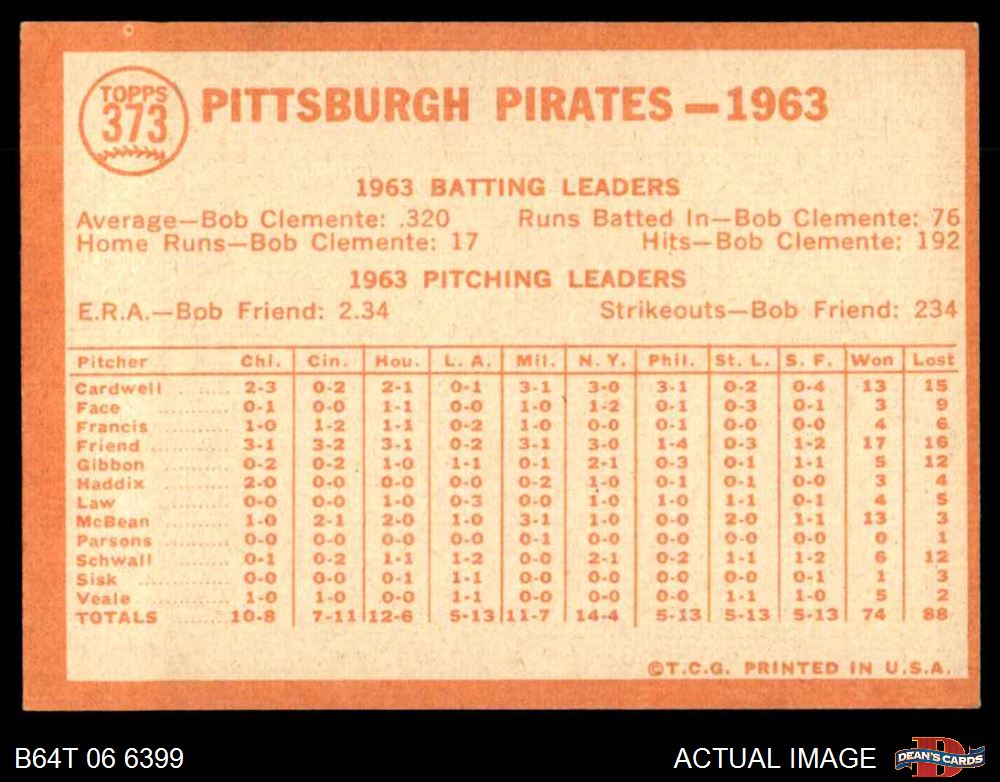 TOPPS
373
PITTSBURGH PIRATES — 1963
1963 BATTING LEADERS
Average—Bob Clemente: .320 Runs Batted In—Bob Clemente: 76
Home Runs—Bob Clemente: 17 Hits—Bob Clemente: 192
1963 PITCHING LEADERS
E.R.A.—Bob Friend: 2.34 Strikeouts—Bob Friend: 234
Pitcher Chi. Cin. Hou. L. A. Mil. N. Y. Phil. St. L. S. F. Won Lost
Cardwell ....... 2-3 0-2 2-1 0-1 3-1 3-0 3-1 0-2 0-4 13 15
Face .......... 0-1 0-0 1-1 0-0 1-0 1-2 0-1 0-3 0-1 3 9
Francis ........ 1-0 1-2 1-1 0-2 1-0 0-0 0-1 0-0 0-0 4 6
Friend .......... 3-1 3-2 3-1 0-2 3-1 3-0 1-4 0-3 1-2 17 16
Gibbon ......... 0-2 0-2 1-0 1-1 0-1 2-1 0-3 0-1 1-1 5 12
Haddix ......... 2-0 0-0 0-0 0-0 0-2 1-0 0-1 0-1 0-0 3 4
Law .......... 0-0 0-0 1-0 0-3 0-0 1-0 1-0 1-1 0-1 4 5
McBean ........ 1-0 2-1 2-0 1-0 3-1 1-0 0-0 2-0 1-1 13 3
Parsons ........ 0-0 0-0 0-0 0-0 0-1 0-0 0-0 0-0 0-0 0 1
Schwall ........ 0-1 0-2 1-1 1-2 0-0 2-1 0-2 1-1 1-2 6 12
Sisk ........... 0-0 0-0 0-1 1-1 0-0 0-0 0-0 0-0 0-1 1 3
Veale .......... 1-0 1-0 0-0 1-1 0-0 0-0 0-0 1-1 1-0 5 2
TOTALS 10-8 7-11 12-6 5-13 11-7 14-4 5-13 5-13 5-13 74 88
©T.C.G. PRINTED IN U.S.A.
B64T 06 6399 ACTUAL IMAGE
D
DEAN'S CARDS